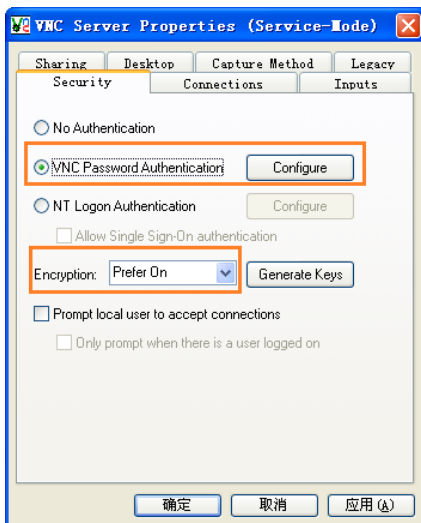 VNC Server Properties (Service-Mode)
Sharing Desktop Capture Method Legacy
Security Connections Inputs
No Authentication
VNC Password Authentication Configure
NT Logon Authentication Configure
Allow Single Sign-On authentication
Encryption: Prefer On Generate Keys
Prompt local user to accept connections
Only prompt when there is a user logged on
确定 取消 应用(A)